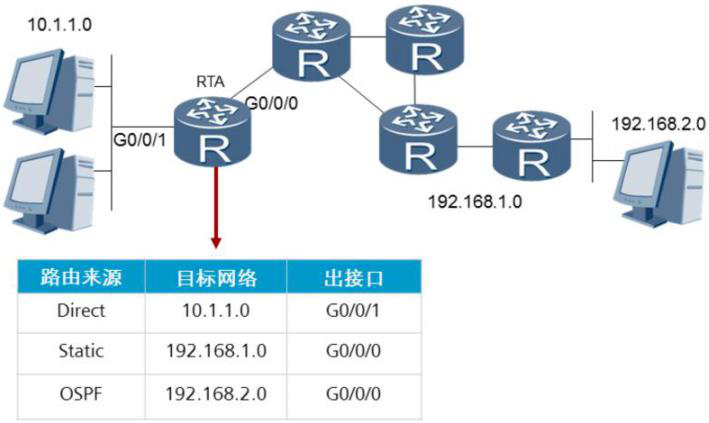 10.1.1.0
RTA
G0/0/0
G0/0/1
R
R
R
R
R
192.168.2.0
192.168.1.0
路由来源 目标网络 出接口
Direct 10.1.1.0 G0/0/1
Static 192.168.1.0 G0/0/0
OSPF 192.168.2.0 G0/0/0